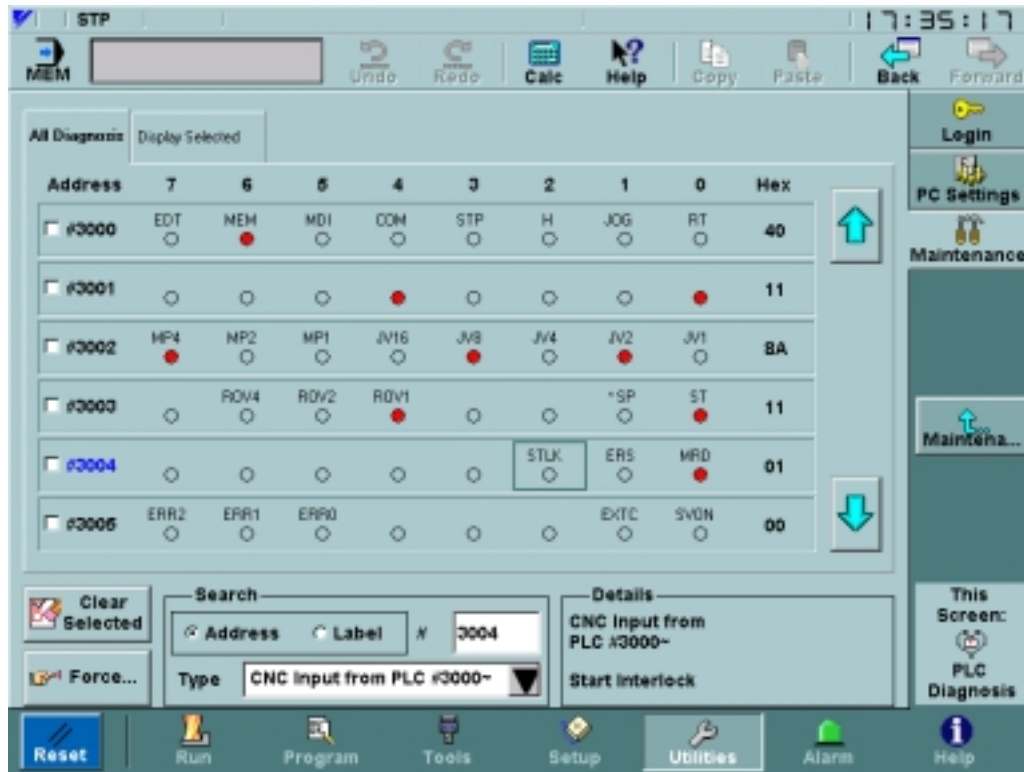 STP 17:35:17
MEM Undo Redo Calc Help Copy Paste Back Forward
All Diagnosis Display Selected
Login
PC Settings
Maintenance
Maintena...
Address 7 6 5 4 3 2 1 0 Hex
#3000 EDT MEM MDI COM STP H JOG RT 40
#3001 11
#3002 MP4 MP2 MP1 JV16 JV8 JV4 JV2 JV1 8A
#3003 ROV4 ROV2 ROV1 *SP ST 11
#3004 STLK ERS MRD 01
#3005 ERR2 ERR1 ERR0 EXTC SVON 00
Clear
Selected
Force...
Search
Address Label # 3004
Type CNC Input from PLC #3000~
Details
CNC Input from
PLC #3000~
Start Interlock
This
Screen:
PLC
Diagnosis
Reset Run Program Tools Setup Utilities Alarm Help